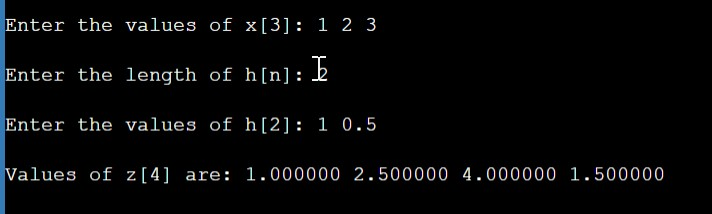 Enter the values of x[3]: 1 2 3
Enter the length of h[n]: 2
Enter the values of h[2]: 1 0.5
Values of z[4] are: 1.000000 2.500000 4.000000 1.500000